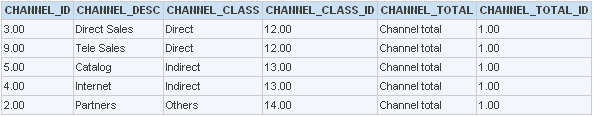 CHANNEL_ID CHANNEL_DESC CHANNEL_CLASS CHANNEL_CLASS_ID CHANNEL_TOTAL CHANNEL_TOTAL_ID
3.00 Direct Sales Direct 12.00 Channel total 1.00
9.00 Tele Sales Direct 12.00 Channel total 1.00
5.00 Catalog Indirect 13.00 Channel total 1.00
4.00 Internet Indirect 13.00 Channel total 1.00
2.00 Partners Others 14.00 Channel total 1.00